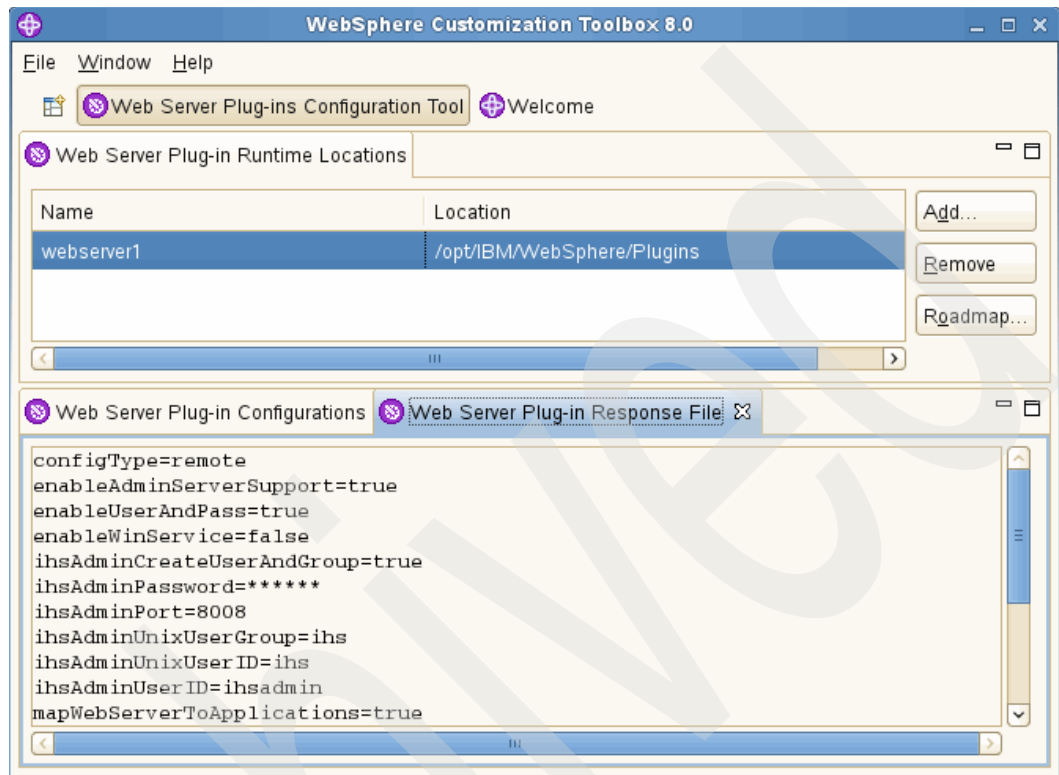 WebSphere Customization Toolbox 8.0
File Window Help
Web Server Plug-ins Configuration Tool Welcome
Web Server Plug-in Runtime Locations
Name Location Add...
webserver1 /opt/IBM/WebSphere/Plugins
Remove
Roadmap...
Web Server Plug-in Configurations Web Server Plug-in Response File
configType=remote
enableAdminServerSupport=true
enableUserAndPass=true
enableWinService=false
ihsAdminCreateUserAndGroup=true
ihsAdminPassword=******
ihsAdminPort=8008
ihsAdminUnixUserGroup=ihs
ihsAdminUnixUserID=ihs
ihsAdminUserID=ihsadmin
mapWebServerToApplications=true